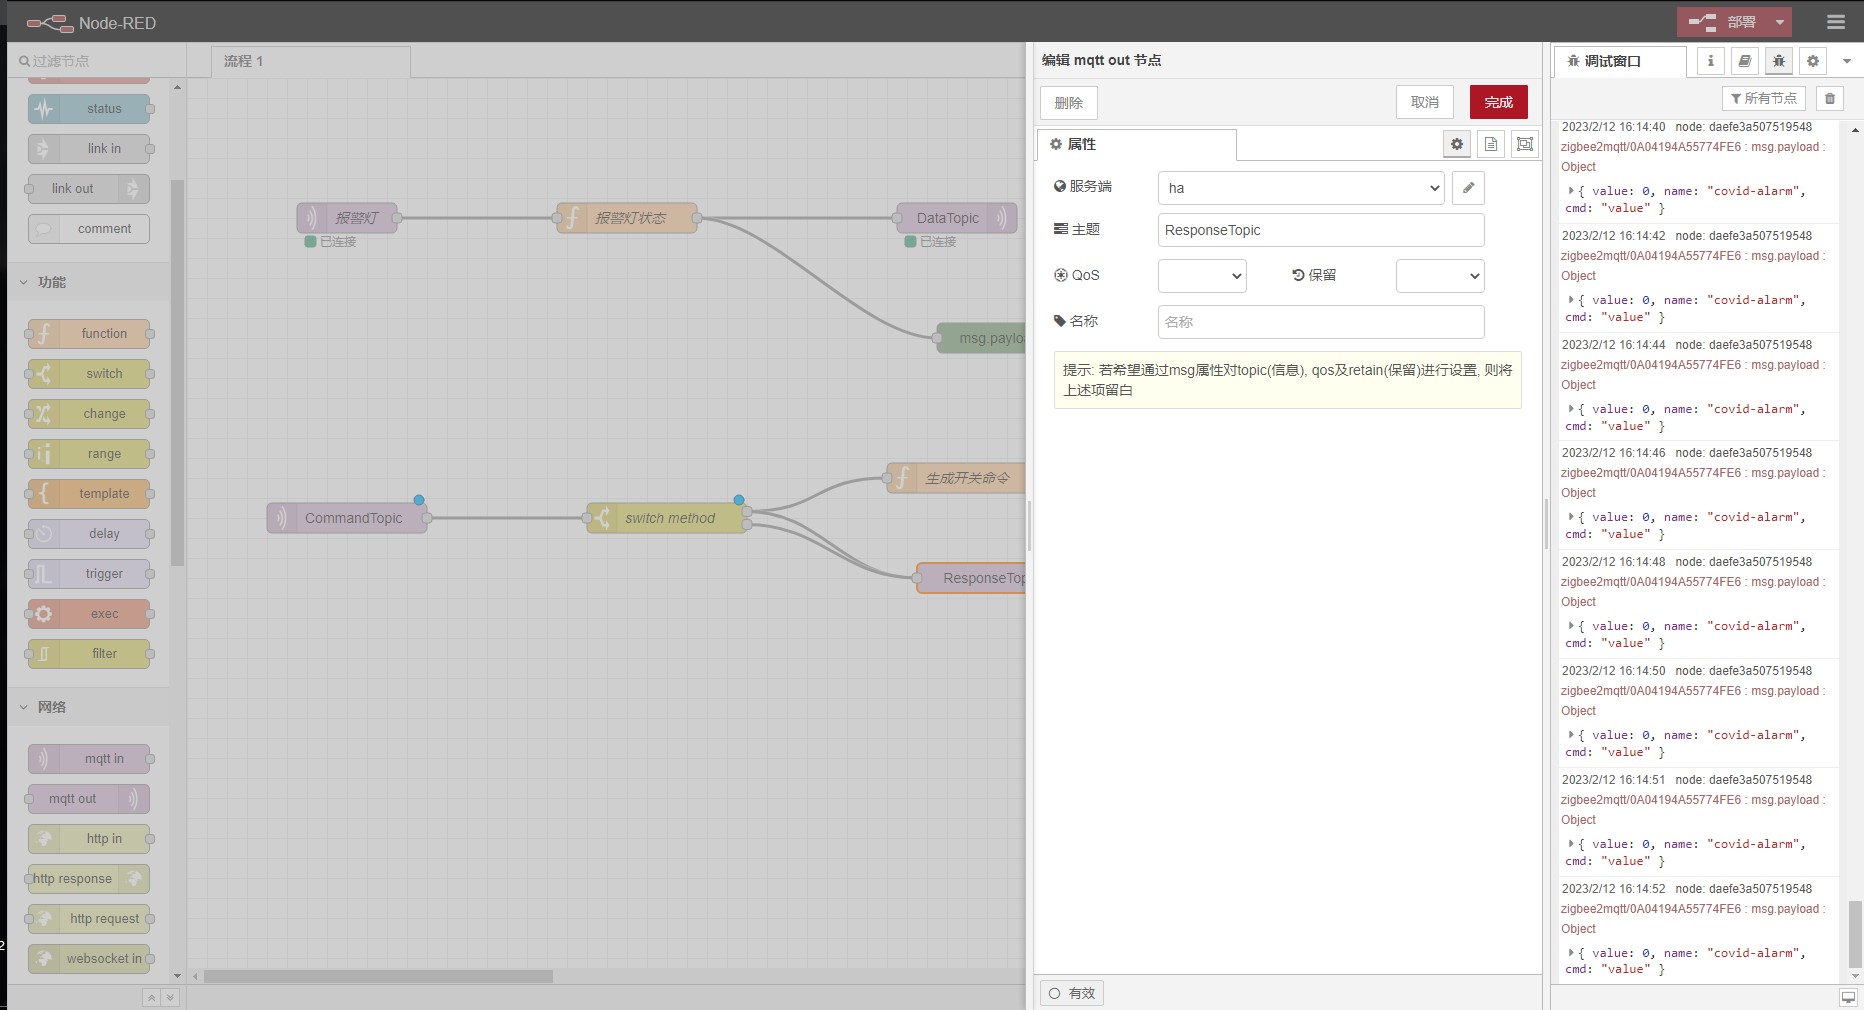 Node-RED
部署
过滤节点
status
link in
link out
comment
功能
function
switch
change
range
template
delay
trigger
exec
filter
网络
mqtt in
mqtt out
http in
http response
http request
websocket in
2
流程 1
报警灯
已连接
报警灯状态
DataTopic
已连接
msg.payloa
CommandTopic
switch method
生成开关命令
ResponseTop
编辑 mqtt out 节点
删除
取消
完成
属性
服务端
ha
主题
ResponseTopic
QoS
保留
名称
名称
提示: 若希望通过msg属性对topic(信息), qos及retain(保留)进行设置, 则将
上述项留白
有效
调试窗口
所有节点
2023/2/12 16:14:40 node: daefe3a507519548
zigbee2mqtt/0A04194A55774FE6 : msg.payload :
Object
{ value: 0, name: "covid-alarm",
cmd: "value" }
2023/2/12 16:14:42 node: daefe3a507519548
zigbee2mqtt/0A04194A55774FE6 : msg.payload :
Object
{ value: 0, name: "covid-alarm",
cmd: "value" }
2023/2/12 16:14:44 node: daefe3a507519548
zigbee2mqtt/0A04194A55774FE6 : msg.payload :
Object
{ value: 0, name: "covid-alarm",
cmd: "value" }
2023/2/12 16:14:46 node: daefe3a507519548
zigbee2mqtt/0A04194A55774FE6 : msg.payload :
Object
{ value: 0, name: "covid-alarm",
cmd: "value" }
2023/2/12 16:14:48 node: daefe3a507519548
zigbee2mqtt/0A04194A55774FE6 : msg.payload :
Object
{ value: 0, name: "covid-alarm",
cmd: "value" }
2023/2/12 16:14:50 node: daefe3a507519548
zigbee2mqtt/0A04194A55774FE6 : msg.payload :
Object
{ value: 0, name: "covid-alarm",
cmd: "value" }
2023/2/12 16:14:51 node: daefe3a507519548
zigbee2mqtt/0A04194A55774FE6 : msg.payload :
Object
{ value: 0, name: "covid-alarm",
cmd: "value" }
2023/2/12 16:14:52 node: daefe3a507519548
zigbee2mqtt/0A04194A55774FE6 : msg.payload :
Object
{ value: 0, name: "covid-alarm",
cmd: "value" }